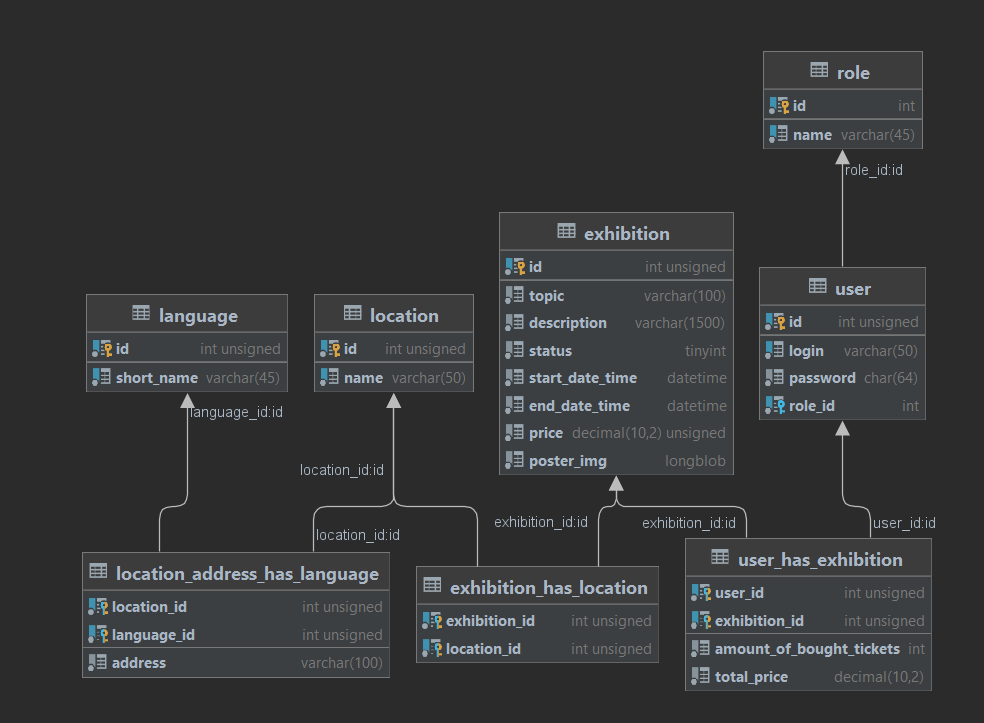 role
id int
name varchar(45)
role_id:id
exhibition
id int unsigned
topic varchar(100)
description varchar(1500)
status tinyint
start_date_time datetime
end_date_time datetime
price decimal(10,2) unsigned
poster_img longblob
user
id int unsigned
login varchar(50)
password char(64)
role_id int
language
id int unsigned
short_name varchar(45)
location
id int unsigned
name varchar(50)
language_id:id
location_id:id
location_id:id
exhibition_id:id
exhibition_id:id
user_id:id
location_address_has_language
location_id int unsigned
language_id int unsigned
address varchar(100)
exhibition_has_location
exhibition_id int unsigned
location_id int unsigned
user_has_exhibition
user_id int unsigned
exhibition_id int unsigned
amount_of_bought_tickets int
total_price decimal(10,2)